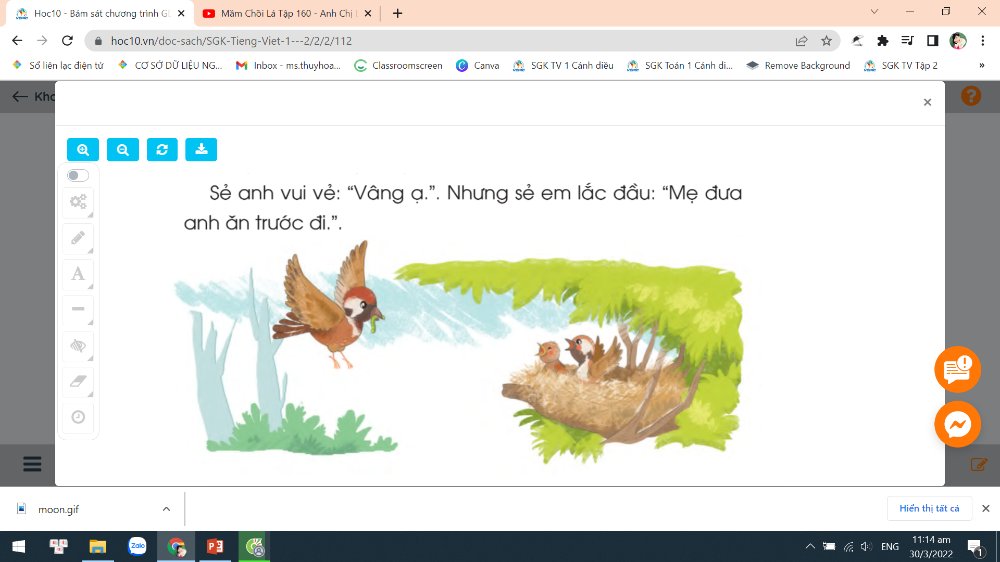 Hoc10 - Bám sát chương trình GD
Mầm Chồi Lá Tập 160 - Anh Chị E
hoc10.vn/doc-sach/SGK-Tieng-Viet-1---2/2/2/112
Sổ liên lạc điện tử
CƠ SỞ DỮ LIỆU NG...
Inbox - ms.thuyhoa...
Classroomscreen
Canva
SGK TV 1 Cánh diều
SGK Toán 1 Cánh di...
Remove Background
SGK TV Tập 2
»
Kho
Sẻ anh vui vẻ: “Vâng ạ.”. Nhưng sẻ em lắc đầu: “Mẹ đưa
anh ăn trước đi.”.
moon.gif
Hiển thị tất cả
Zalo
ENG
11:14 am
30/3/2022
1